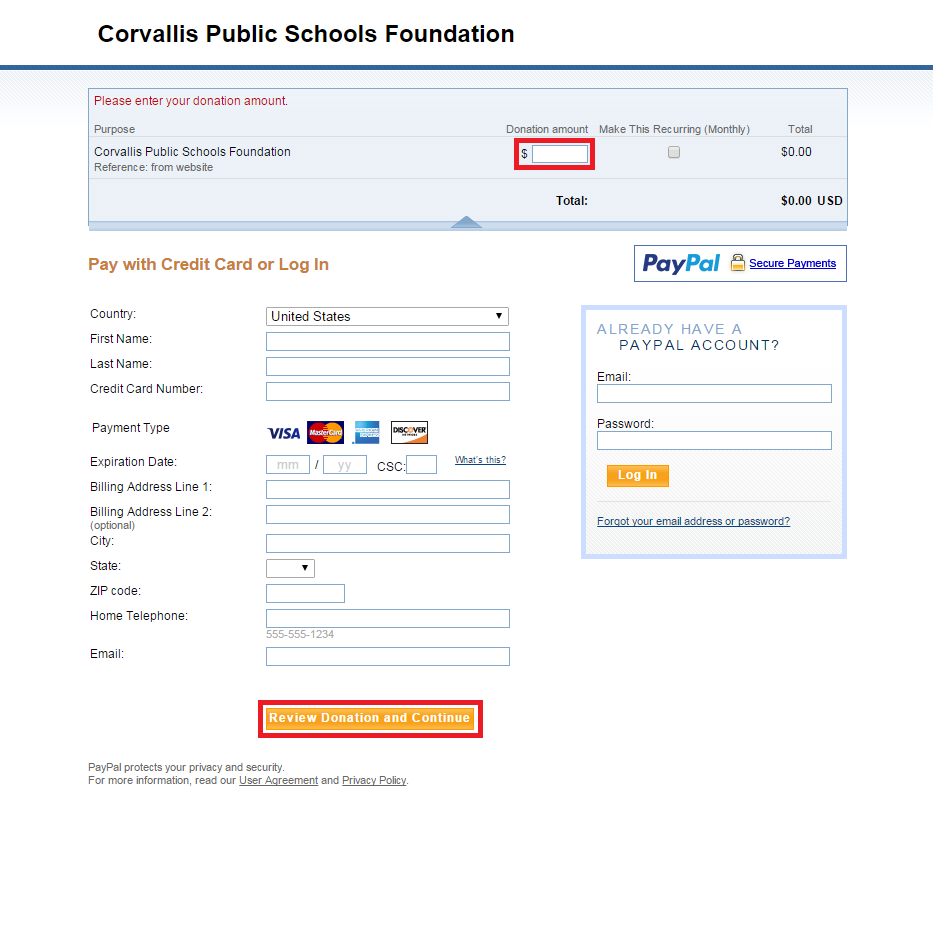 Corvallis Public Schools Foundation
Please enter your donation amount.
Purpose Donation amount Make This Recurring (Monthly) Total
Corvallis Public Schools Foundation $ $0.00
Reference: from website
Total: $0.00 USD
Pay with Credit Card or Log In
PayPal Secure Payments
Country: United States
First Name:
Last Name:
Credit Card Number:
Payment Type VISA MasterCard DISCOVER
Expiration Date: mm / yy CSC: What's this?
Billing Address Line 1:
Billing Address Line 2:
(optional)
City:
State:
ZIP code:
Home Telephone:
555-555-1234
Email:
Review Donation and Continue
ALREADY HAVE A
PAYPAL ACCOUNT?
Email:
Password:
Log In
Forgot your email address or password?
PayPal protects your privacy and security.
For more information, read our User Agreement and Privacy Policy.